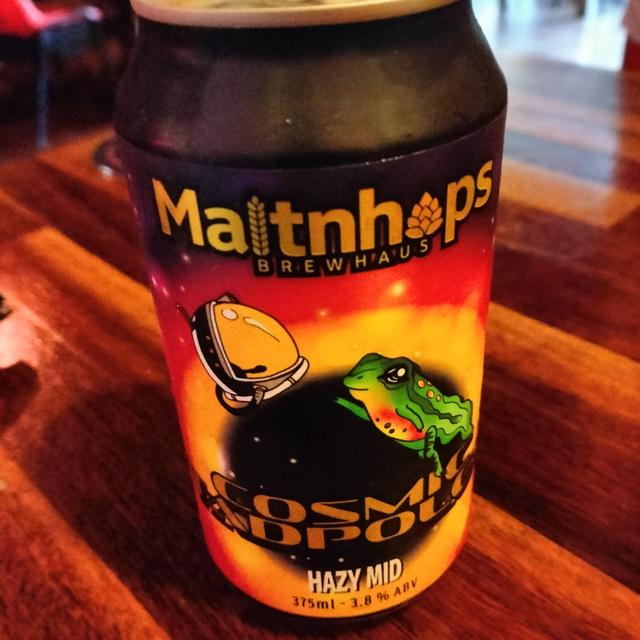 Maltnhops
BREWHAUS
COSMIC
HAZY MID
375ml - 3.8 % ABV